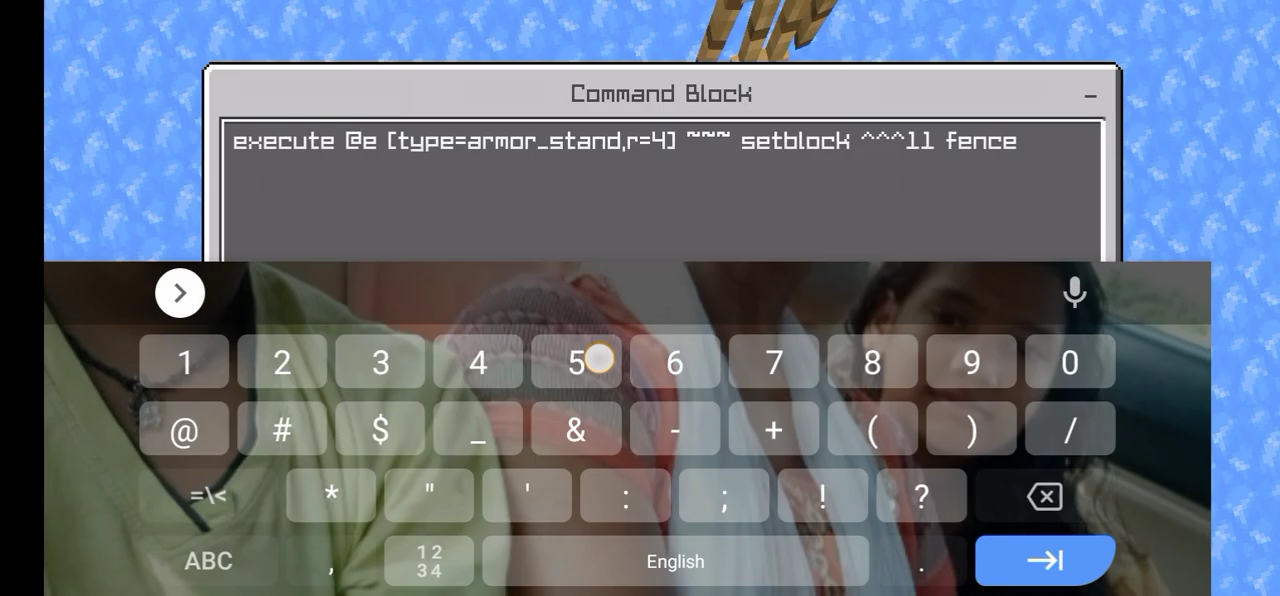 Command Block
execute @e [type=armor_stand,r=4] ~~~ setblock ^^^11 fence
1 2 3 4 5 6 7 8 9 0
@ # $ _ & - + ( ) /
=\< * " ' : ; ! ?
ABC , 12 34 English .